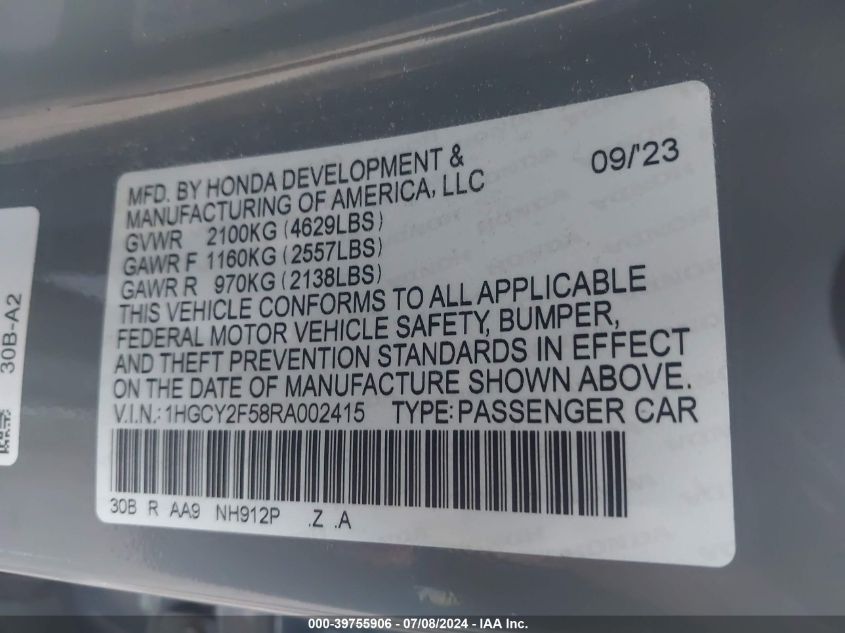 09/'23
MFD. BY HONDA DEVELOPMENT &
MANUFACTURING OF AMERICA, LLC
GVWR 2100KG (4629LBS)
GAWR F 1160KG (2557LBS)
GAWR R 970KG (2138LBS)
THIS VEHICLE CONFORMS TO ALL APPLICABLE
FEDERAL MOTOR VEHICLE SAFETY, BUMPER,
AND THEFT PREVENTION STANDARDS IN EFFECT
ON THE DATE OF MANUFACTURE SHOWN ABOVE.
V.I.N.: 1HGCY2F58RA002415 TYPE: PASSENGER CAR
30B R AA9 NH912P .Z .A
30B-A2
000-39755906 - 07/08/2024 - IAA Inc.